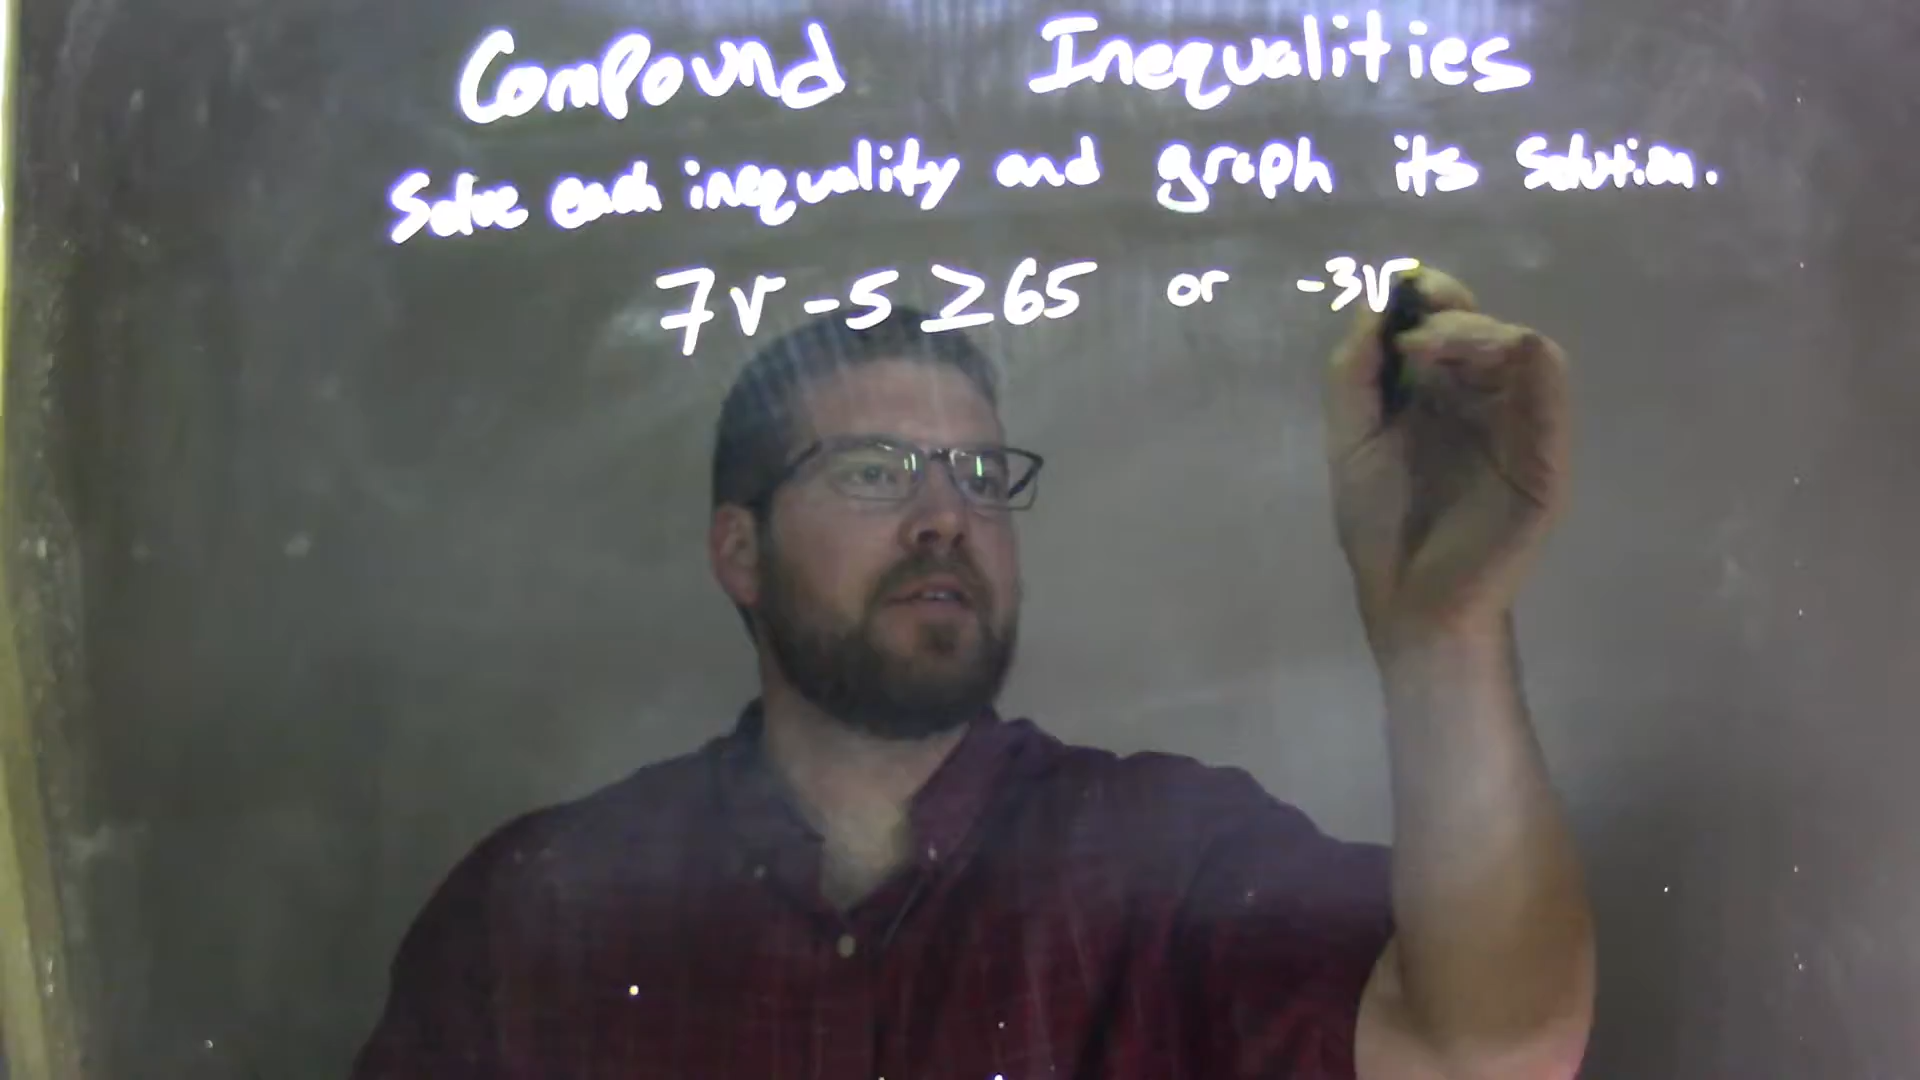 Compound Inequalities
Solve each inequality and graph its solution.
7v - 5 ≥ 65 or -3v